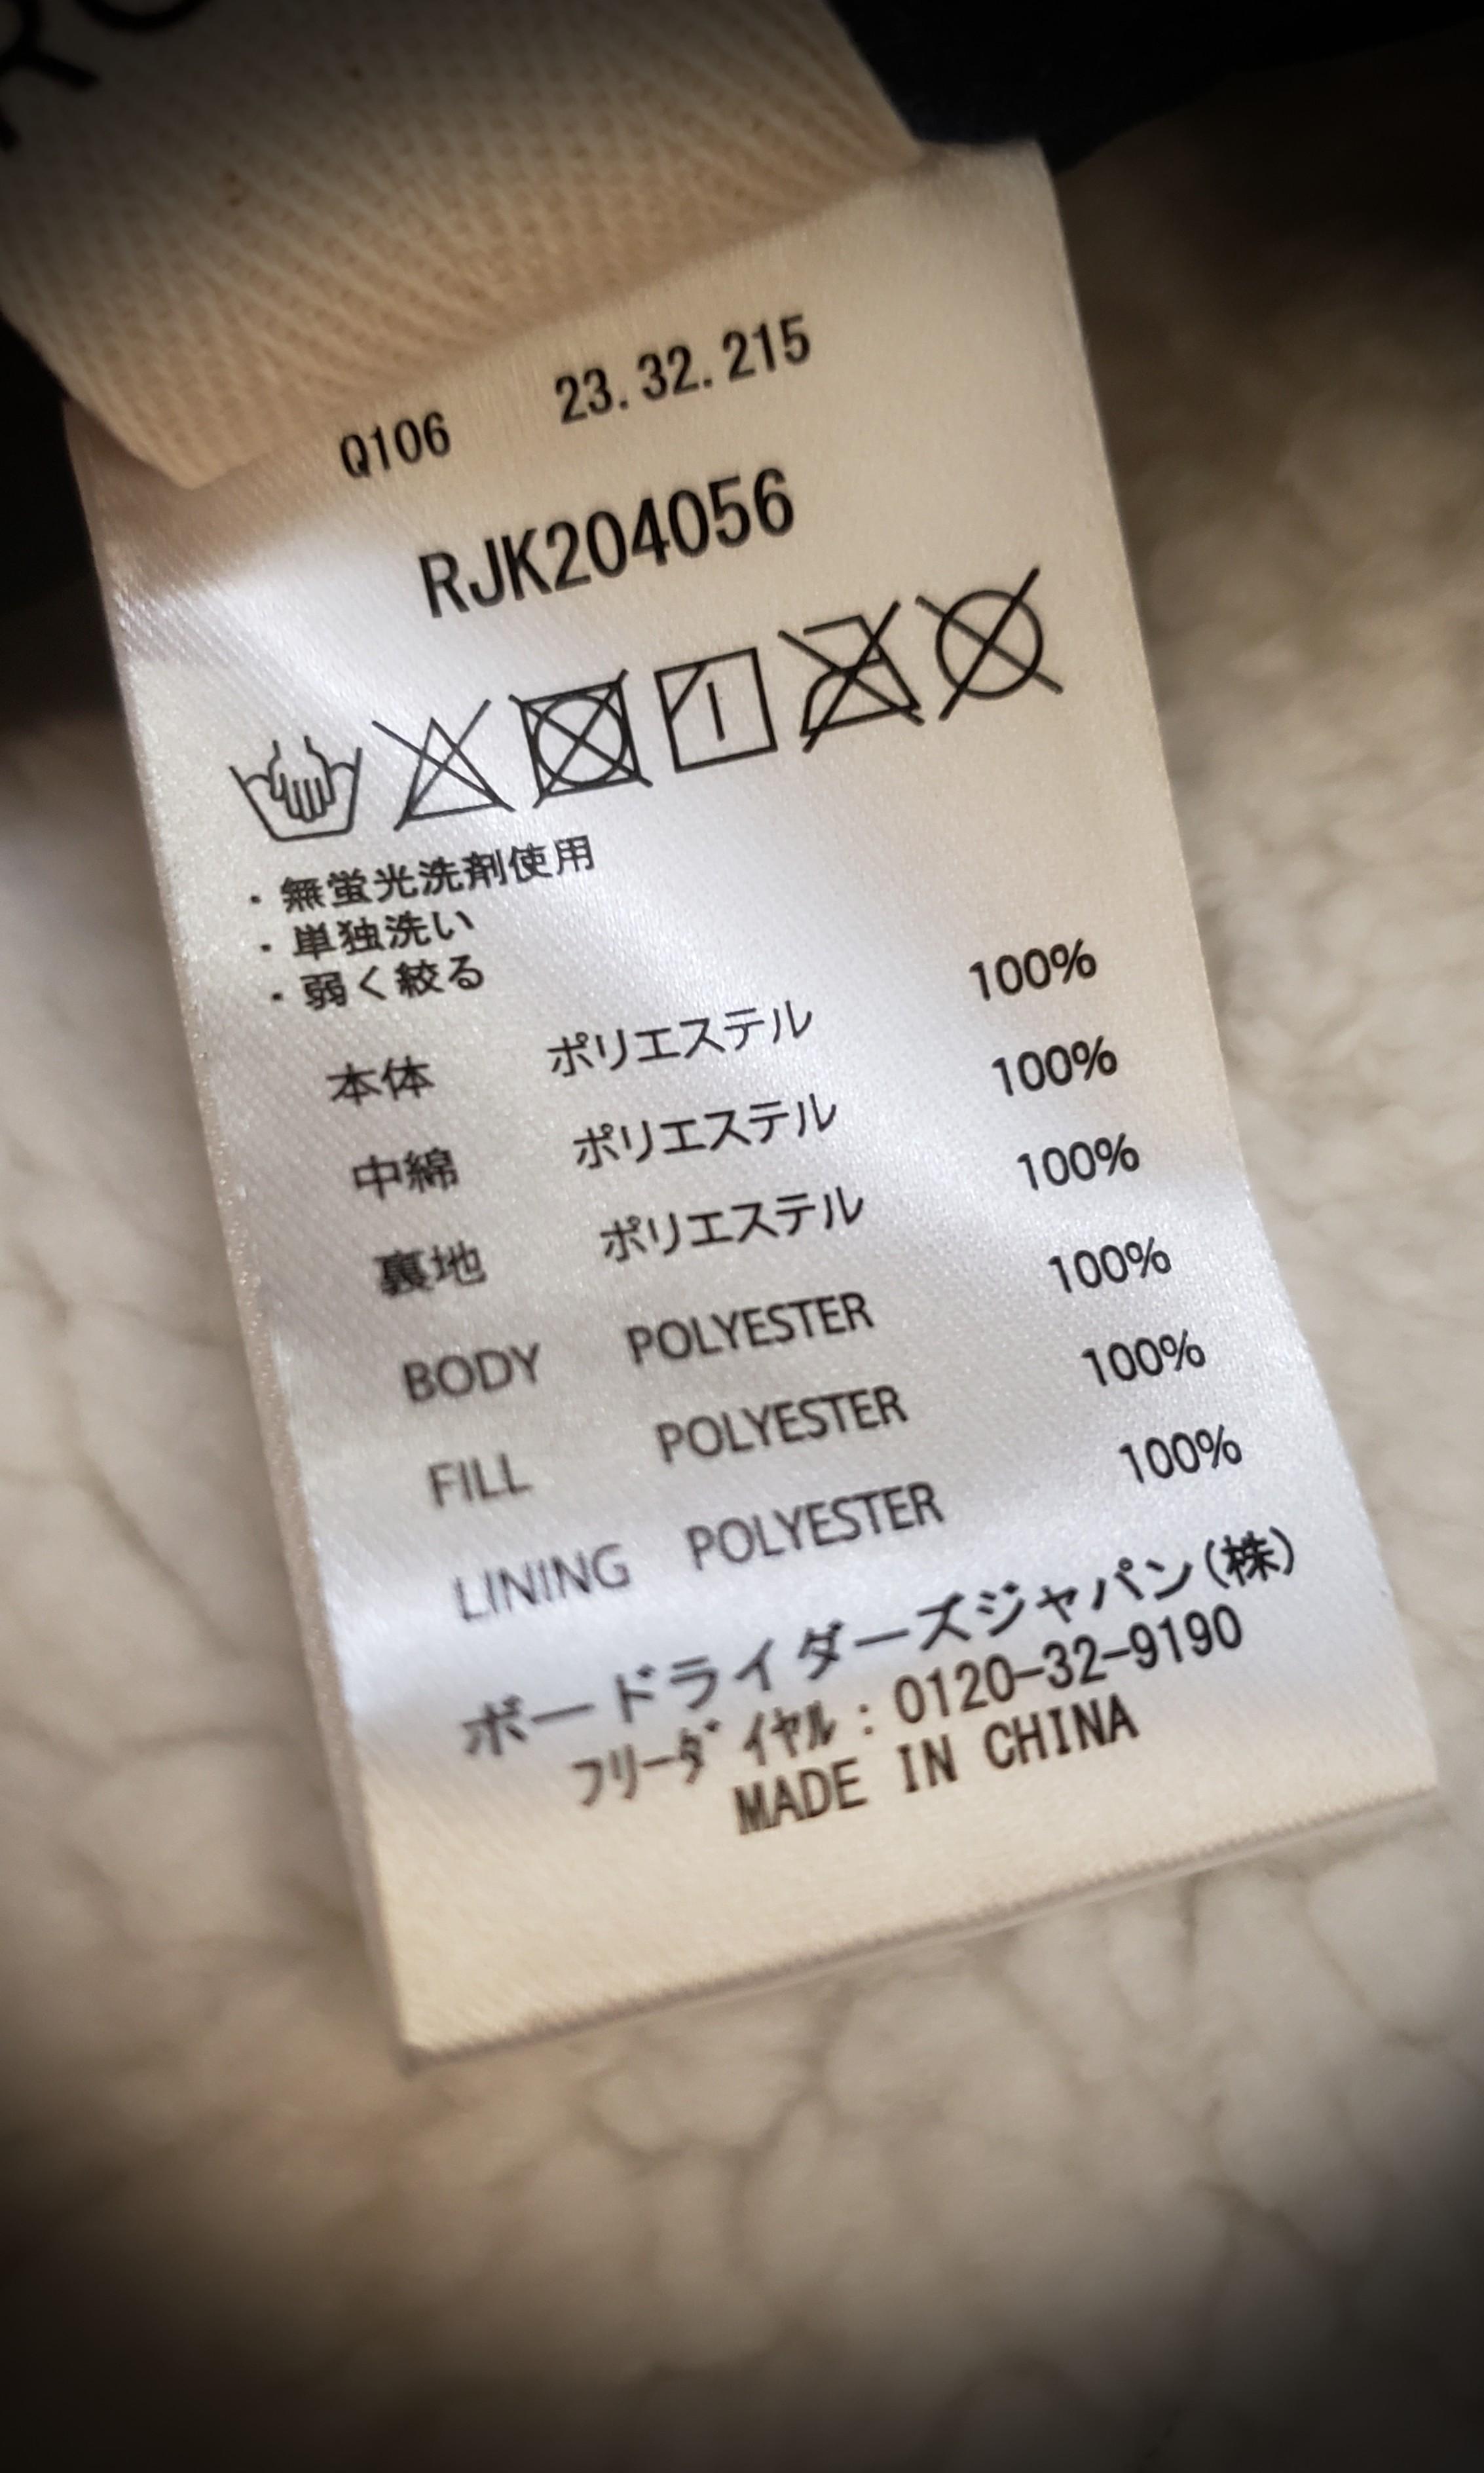 Q106 23.32.215
RJK204056
・無蛍光洗剤使用
・単独洗い
・弱く絞る
本体 ポリエステル 100%
中綿 ポリエステル 100%
裏地 ポリエステル 100%
BODY POLYESTER 100%
FILL POLYESTER 100%
LINING POLYESTER 100%
ボードライダーズジャパン(株)
フリーダイヤル:0120-32-9190
MADE IN CHINA